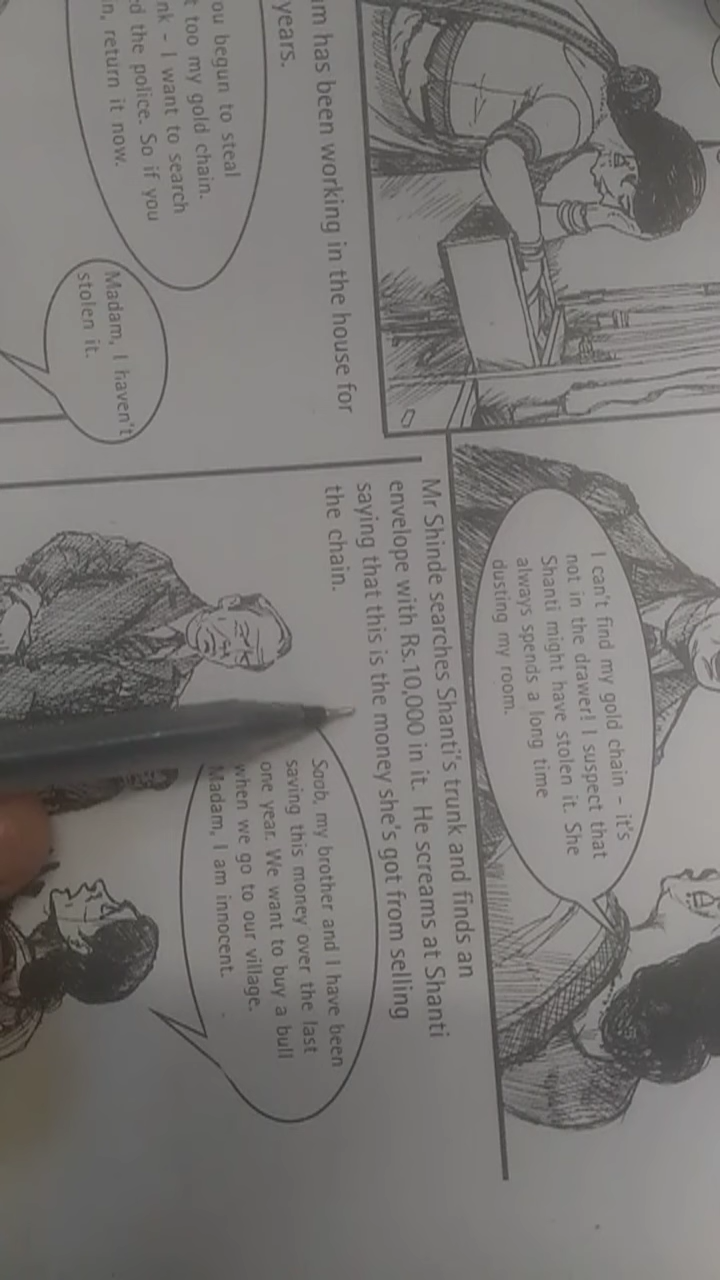 I can't find my gold chain – it's
not in the drawer! I suspect that
Shanti might have stolen it. She
always spends a long time
dusting my room.
has been working in the house for
years.
ou begun to steal
too my gold chain.
– I want to search
the police. So if you
return it now.
Madam, I haven't
stolen it.
Mr Shinde searches Shanti's trunk and finds an
envelope with Rs.10,000 in it. He screams at Shanti
saying that this is the money she's got from selling
the chain.
Saab, my brother and I have been
saving this money over the last
one year. We want to buy a bull
when we go to our village.
Madam, I am innocent.